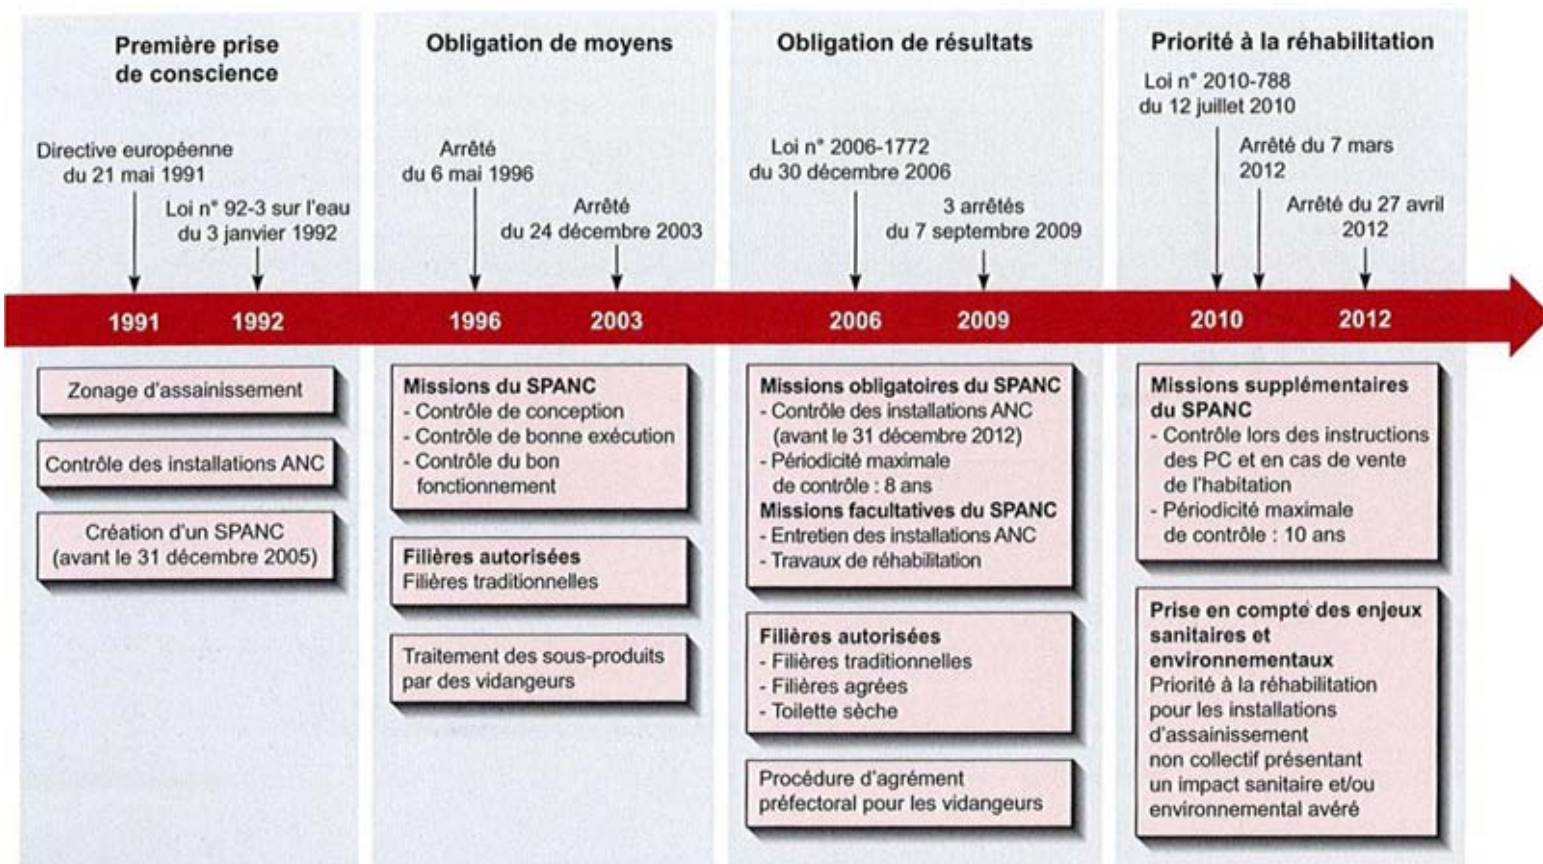 Première prise
de conscience
Directive européenne
du 21 mai 1991
Loi n° 92-3 sur l'eau
du 3 janvier 1992
Obligation de moyens
Arrêté
du 6 mai 1996
Arrêté
du 24 décembre 2003
Obligation de résultats
Loi n° 2006-1772
du 30 décembre 2006
3 arrêtés
du 7 septembre 2009
Priorité à la réhabilitation
Loi n° 2010-788
du 12 juillet 2010
Arrêté du 7 mars
2012
Arrêté du 27 avril
2012
1991 1992 1996 2003 2006 2009 2010 2012
Zonage d'assainissement
Contrôle des installations ANC
Création d'un SPANC
(avant le 31 décembre 2005)
Missions du SPANC
- Contrôle de conception
- Contrôle de bonne exécution
- Contrôle du bon
fonctionnement
Filières autorisées
Filières traditionnelles
Traitement des sous-produits
par des vidangeurs
Missions obligatoires du SPANC
- Contrôle des installations ANC
(avant le 31 décembre 2012)
- Périodicité maximale
de contrôle : 8 ans
Missions facultatives du SPANC
- Entretien des installations ANC
- Travaux de réhabilitation
Filières autorisées
- Filières traditionnelles
- Filières agrées
- Toilette sèche
Procédure d'agrément
préfectoral pour les vidangeurs
Missions supplémentaires
du SPANC
- Contrôle lors des instructions
des PC et en cas de vente
de l'habitation
- Périodicité maximale
de contrôle : 10 ans
Prise en compte des enjeux
sanitaires et
environnementaux
Priorité à la réhabilitation
pour les installations
d'assainissement
non collectif présentant
un impact sanitaire et/ou
environnemental avéré